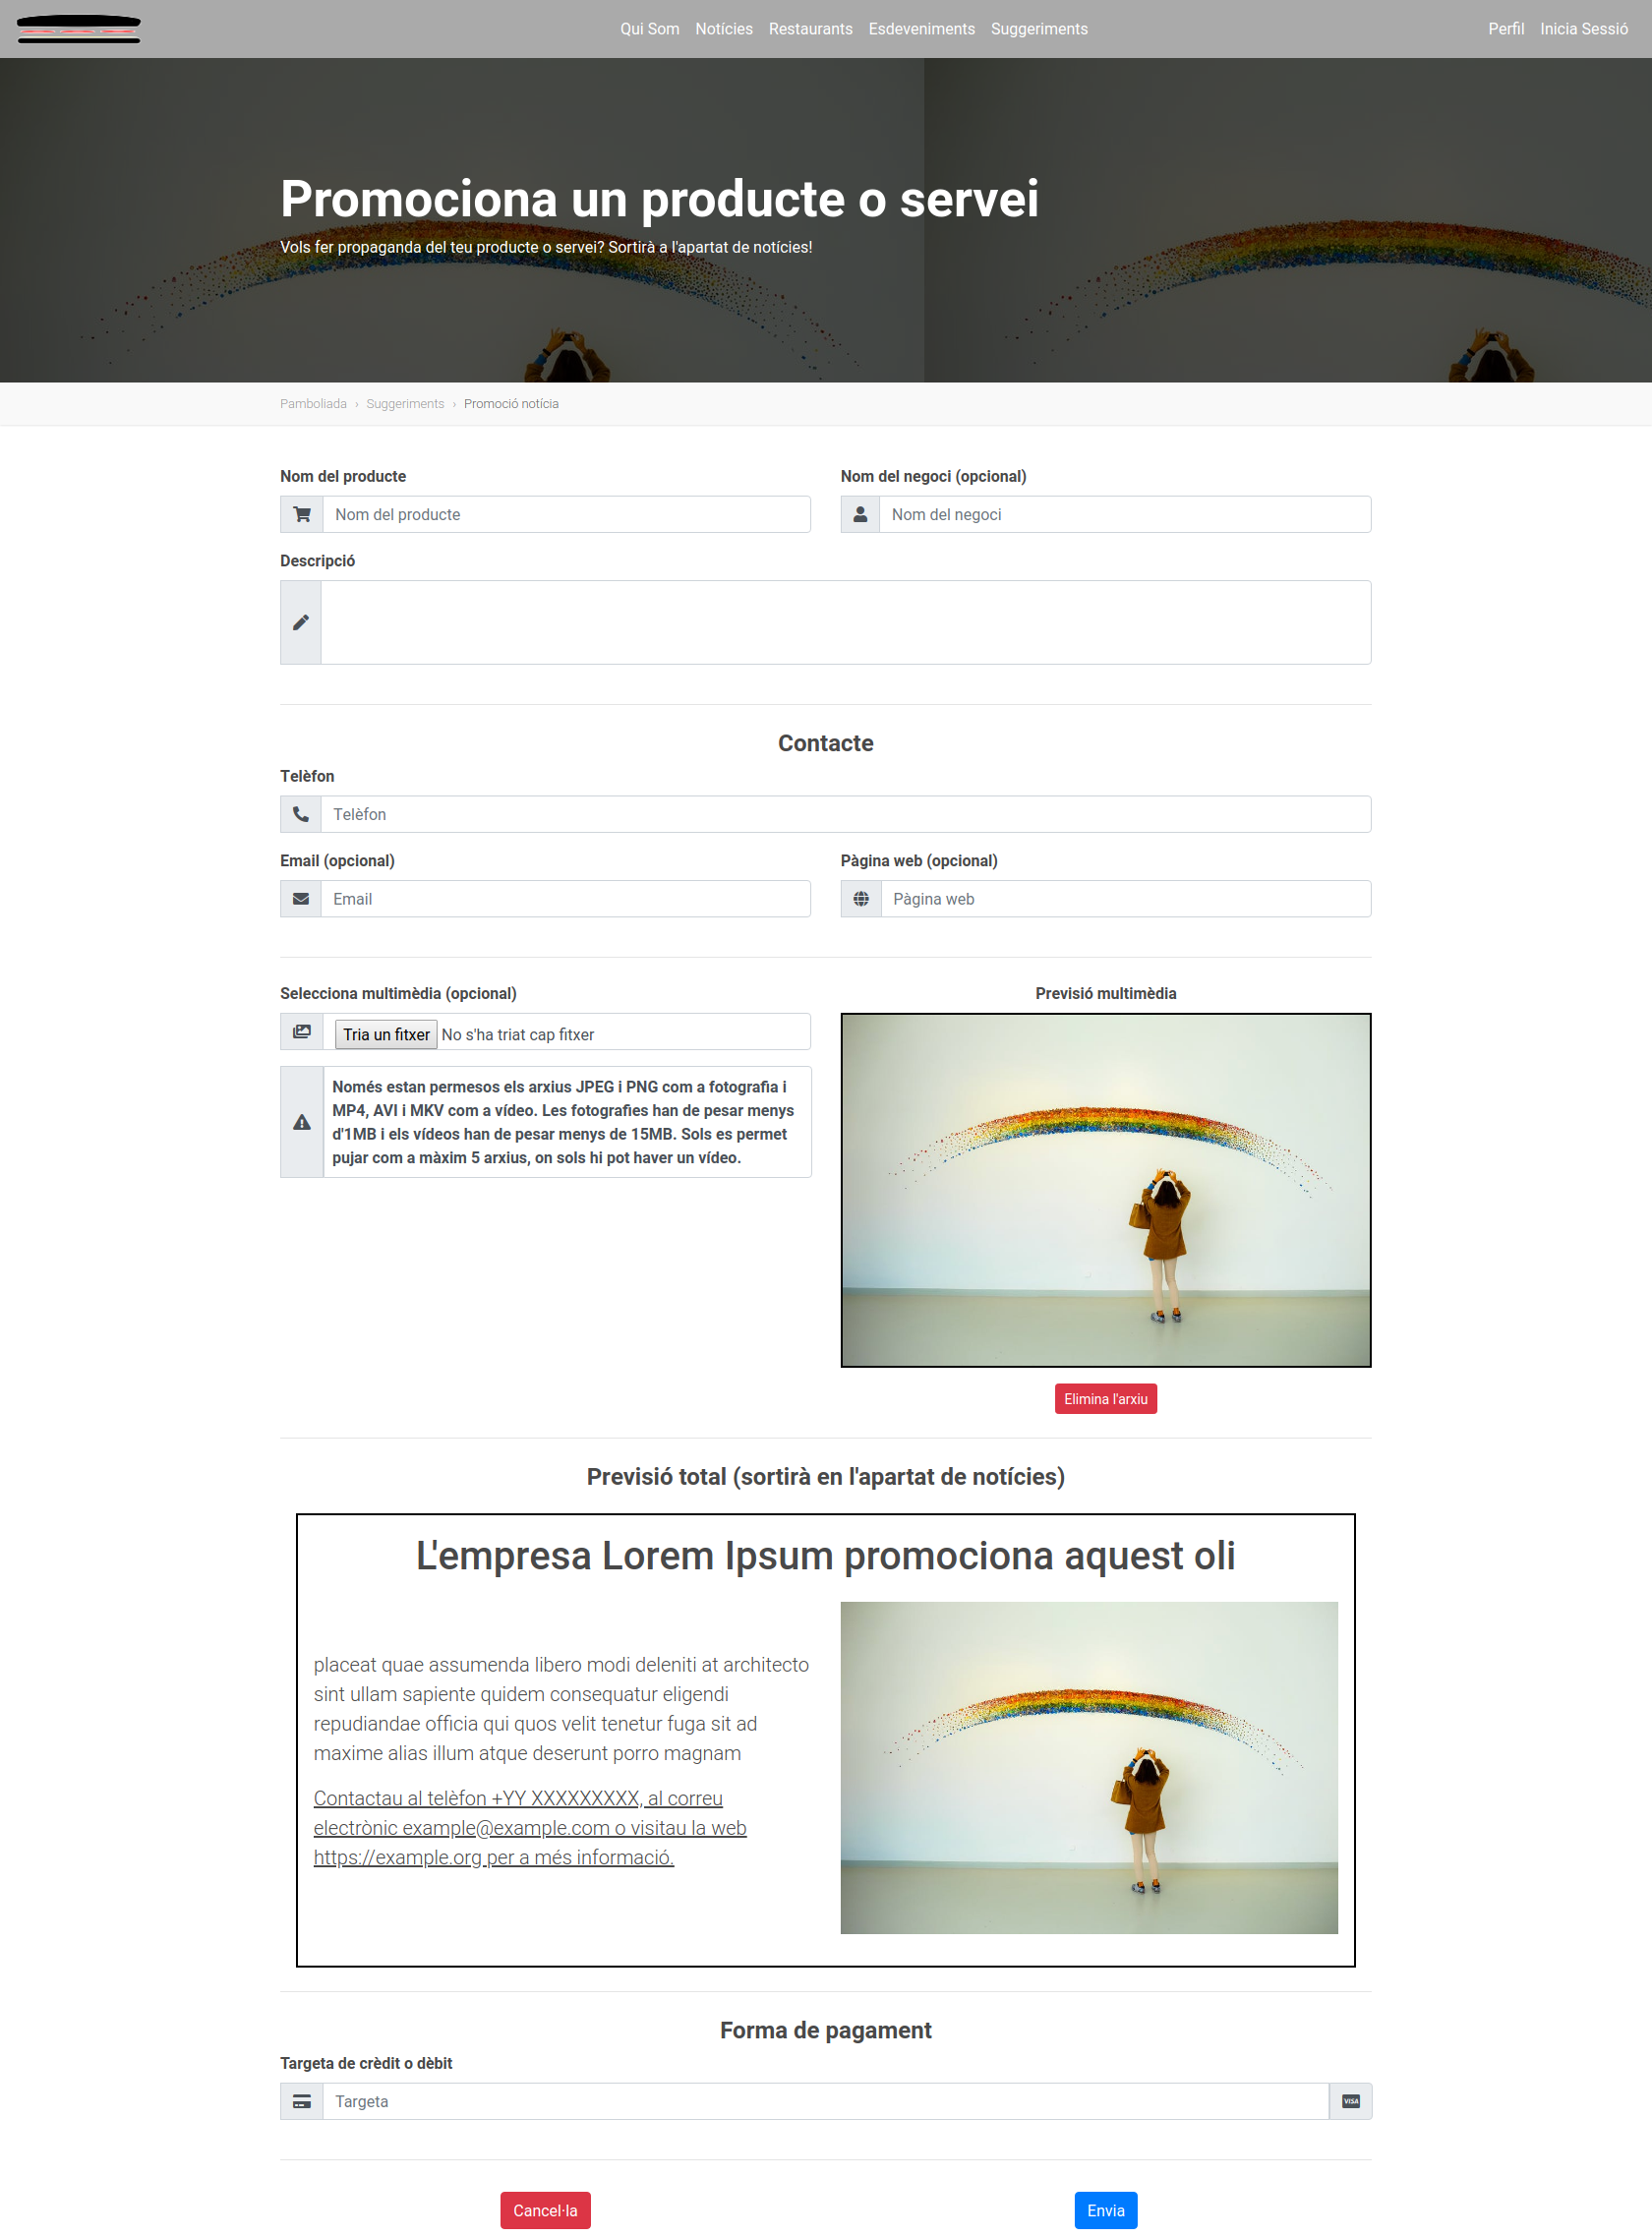 Qui Som Notícies Restaurants Esdeveniments Suggeriments Perfil Inicia Sessió
Promociona un producte o servei
Vols fer propaganda del teu producte o servei? Sortirà a l'apartat de notícies!
Pamboliada › Suggeriments › Promoció notícia
Nom del producte
Nom del producte
Nom del negoci (opcional)
Nom del negoci
Descripció
Contacte
Telèfon
Telèfon
Email (opcional)
Email
Pàgina web (opcional)
Pàgina web
Selecciona multimèdia (opcional)
Tria un fitxer No s'ha triat cap fitxer
Només estan permesos els arxius JPEG i PNG com a fotografia i
MP4, AVI i MKV com a vídeo. Les fotografies han de pesar menys
d'1MB i els vídeos han de pesar menys de 15MB. Sols es permet
pujar com a màxim 5 arxius, on sols hi pot haver un vídeo.
Previsió multimèdia
Elimina l'arxiu
Previsió total (sortirà en l'apartat de notícies)
L'empresa Lorem Ipsum promociona aquest oli
placeat quae assumenda libero modi deleniti at architecto
sint ullam sapiente quidem consequatur eligendi
repudiandae officia qui quos velit tenetur fuga sit ad
maxime alias illum atque deserunt porro magnam
Contactau al telèfon +YY XXXXXXXXX, al correu
electrònic example@example.com o visitau la web
https://example.org per a més informació.
Forma de pagament
Targeta de crèdit o dèbit
Targeta VISA
Cancel·la Envia